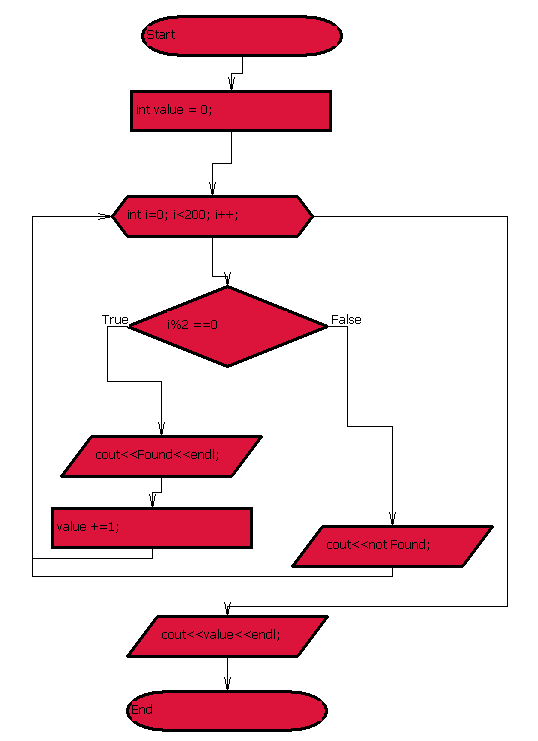 Start
int value = 0;
int i=0; i<200; i++;
i%2 ==0
True
False
cout<<Found<<endl;
value +=1;
cout<<not Found;
cout<<value<<endl;
End